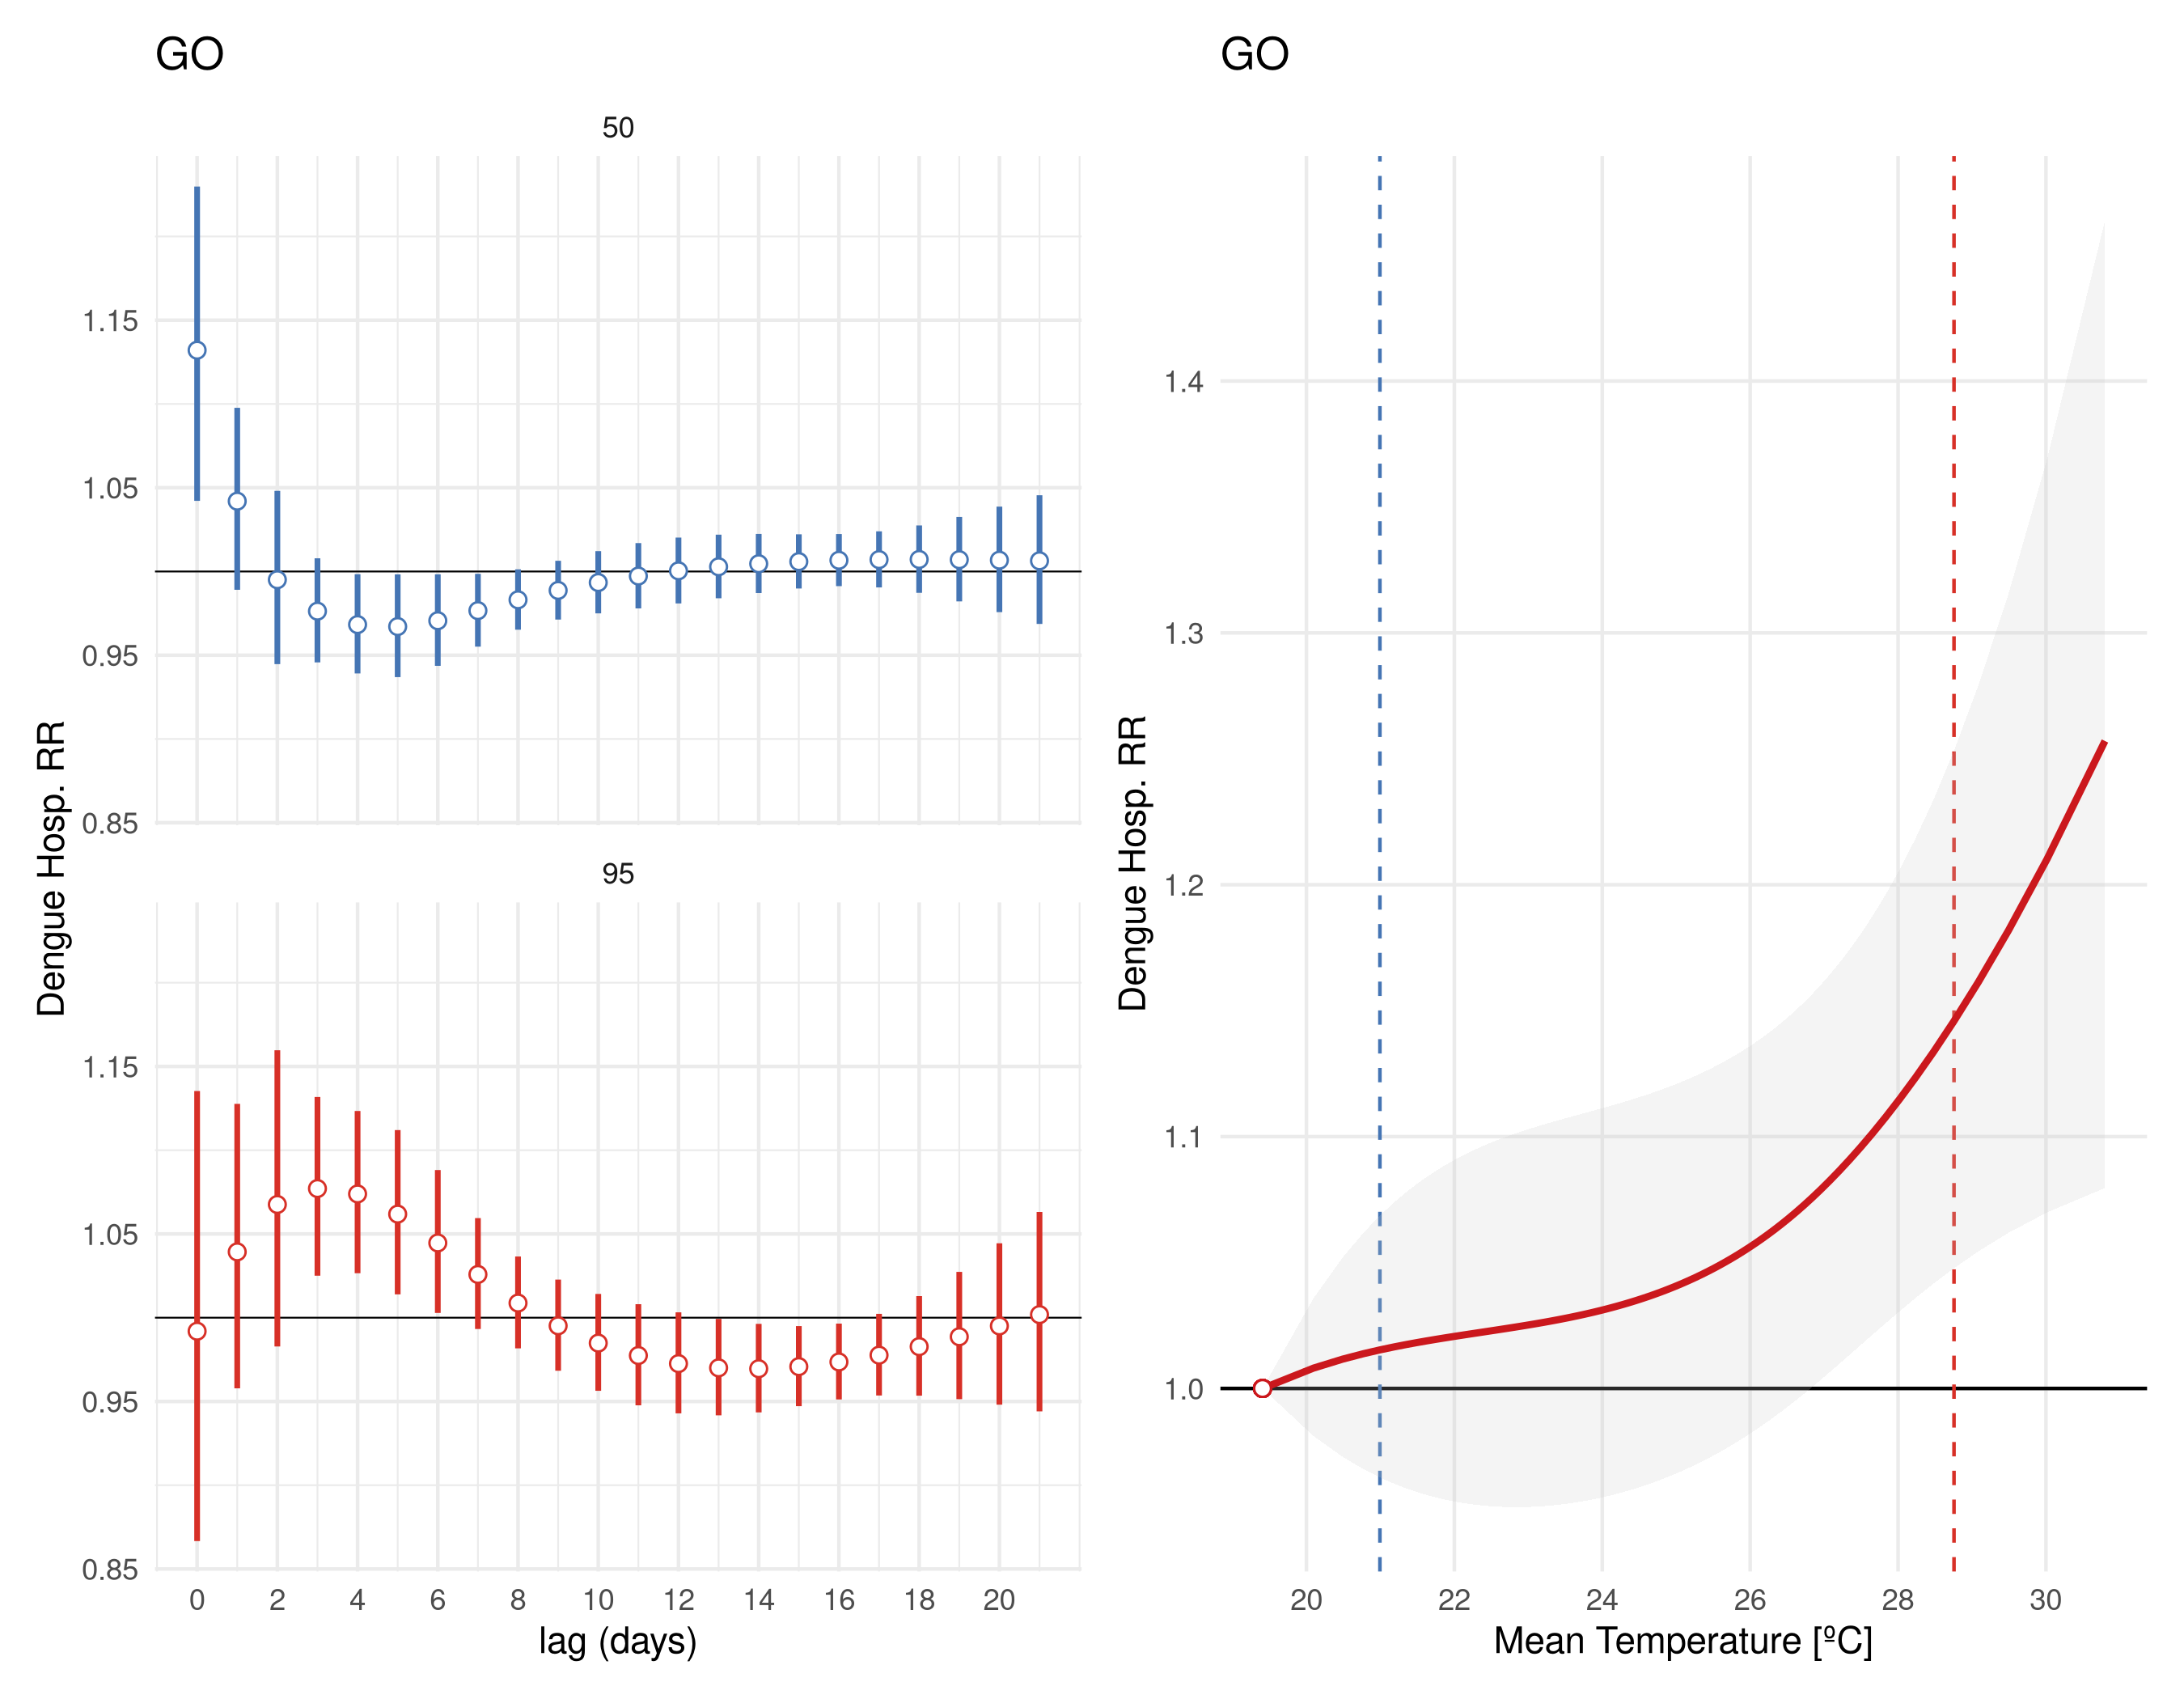 GO
50
1.15
1.05
0.95
0.85
95
1.15
1.05
0.95
0.85
0 2 4 6 8 10 12 14 16 18 20
lag (days)
Dengue Hosp. RR
GO
1.4
1.3
1.2
1.1
1.0
20 22 24 26 28 30
Mean Temperature [ºC]
Dengue Hosp. RR